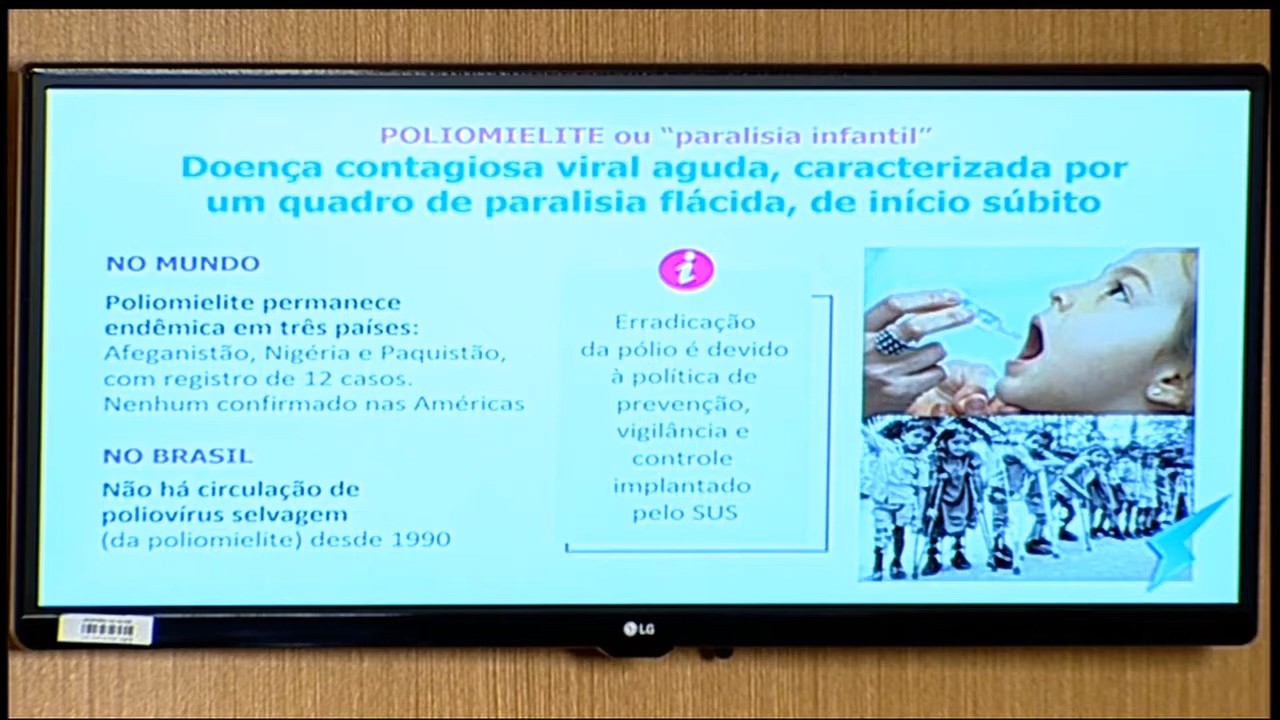 POLIOMIELITE ou “paralisia infantil”
Doença contagiosa viral aguda, caracterizada por
um quadro de paralisia flácida, de início súbito
NO MUNDO
Poliomielite permanece
endêmica em três países:
Afeganistão, Nigéria e Paquistão,
com registro de 12 casos.
Nenhum confirmado nas Américas
NO BRASIL
Não há circulação de
poliovírus selvagem
(da poliomielite) desde 1990
i
Erradicação
da pólio é devido
à política de
prevenção,
vigilância e
controle
implantado
pelo SUS
LG